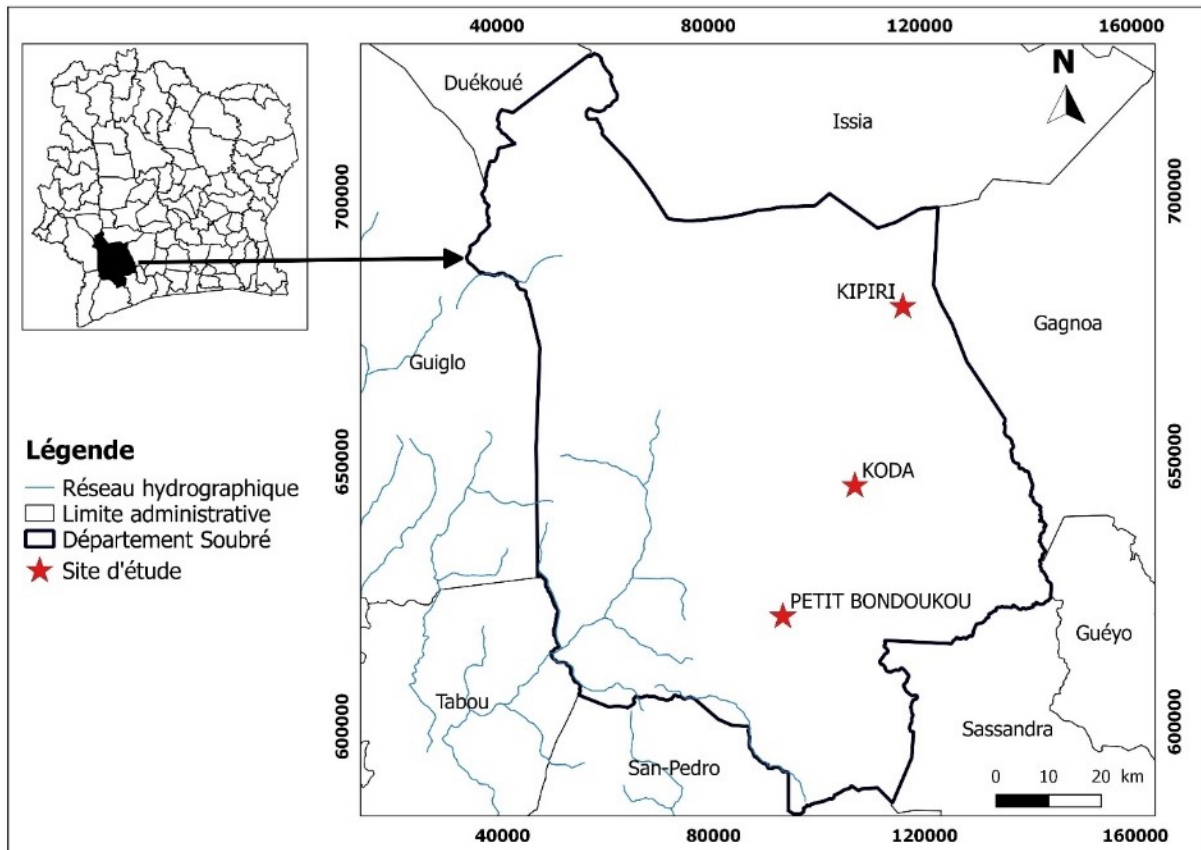 40000 80000 120000 160000
Duékoué
N
Issia
700000 700000
KIPIRI
Gagnoa
Guiglo
Légende
Réseau hydrographique
Limite administrative
Département Soubré
Site d'étude
650000 650000
KODA
PETIT BONDOUKOU
Guéyo
Tabou
Sassandra
600000 600000
San-Pedro
0 10 20 km
40000 80000 120000 160000